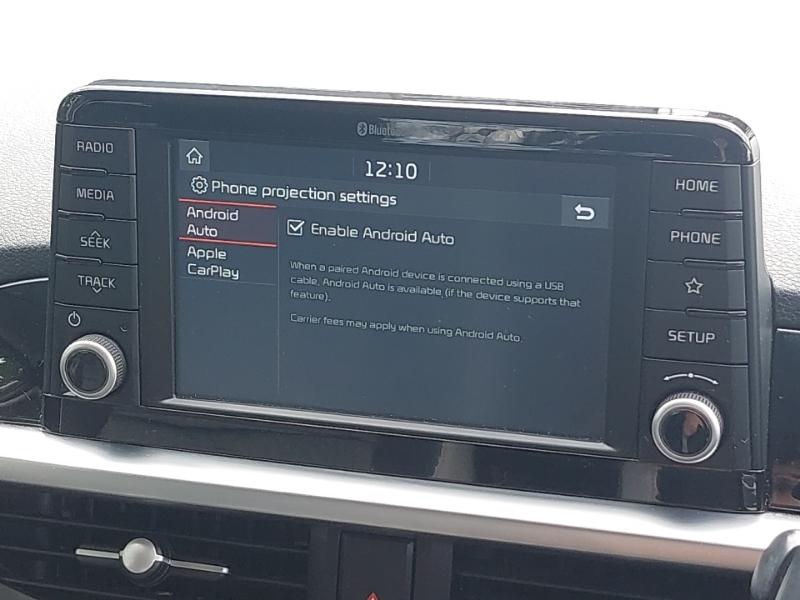 Bluetooth
RADIO
MEDIA
SEEK
TRACK
12:10
Phone projection settings
Android
Auto
Apple
CarPlay
Enable Android Auto
When a paired Android device is connected using a USB
cable, Android Auto is available (if the device supports that
feature).
Carrier fees may apply when using Android Auto.
HOME
PHONE
SETUP